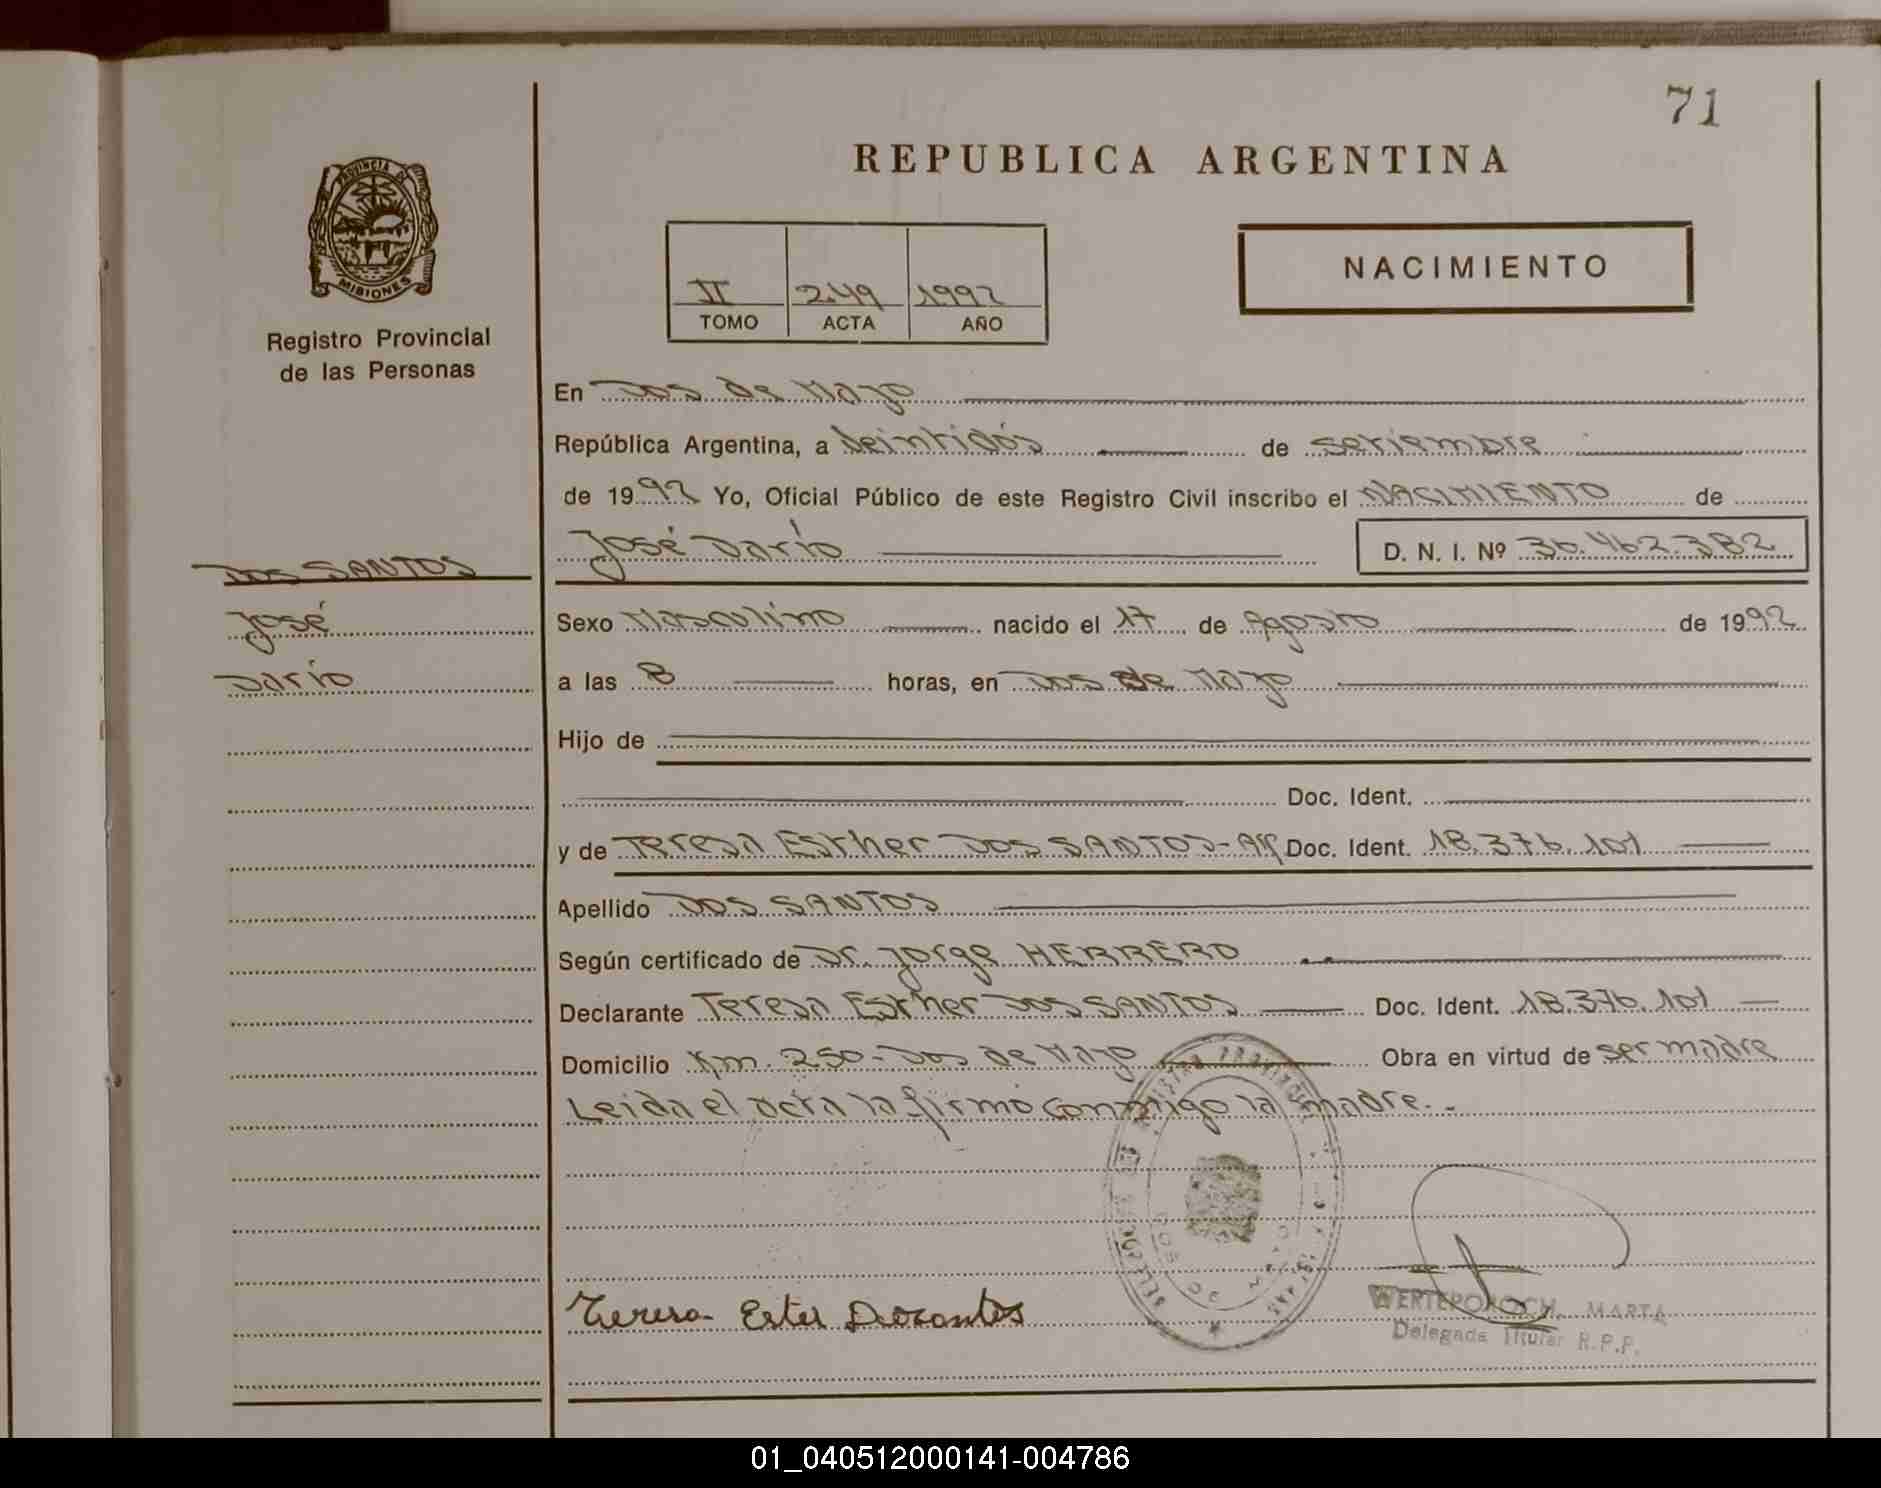 71
REPUBLICA ARGENTINA
PROVINCIA DE
MISIONES
Registro Provincial
de las Personas
II 249 1992
TOMO ACTA AÑO
NACIMIENTO
En Dos de Mayo
República Argentina, a Veintidós de setiembre
de 1992 Yo, Oficial Público de este Registro Civil inscribo el NACIMIENTO de
José Darío D. N. I. Nº 36.462.382
DOS SANTOS
José
Darío
Sexo Masculino nacido el 17 de Agosto de 1992
a las 8 horas, en Dos de Mayo
Hijo de
Doc. Ident.
y de Teresa Esther DOS SANTOS - Arg Doc. Ident. 18.376.101
Apellido DOS SANTOS
Según certificado de Dr. Jorge HERRERO
Declarante Teresa Esther DOS SANTOS Doc. Ident. 18.376.101
Domicilio Km. 250 - Dos de Mayo Obra en virtud de ser madre
Leida el acta la firmó conmigo la madre.-
Teresa Ester Dosantos
MARTA
Delegada Titular R.P.P.
01_040512000141-004786